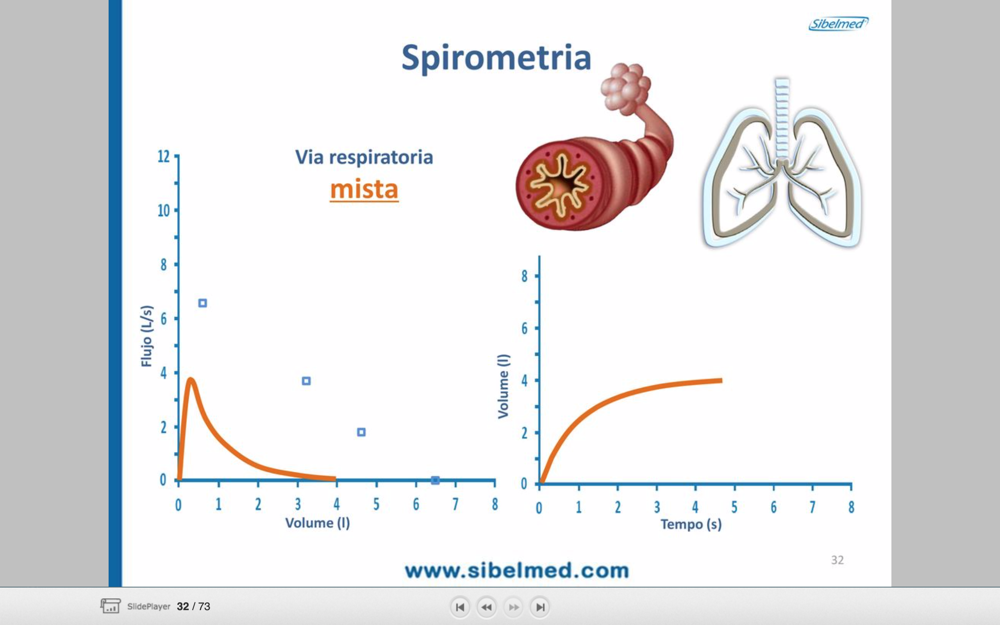 Sibelmed
Spirometria
Via respiratoria
mista
12
10
8
6
4
2
0
Flujo (L/s)
0 1 2 3 4 5 6 7 8
Volume (l)
8
6
4
2
0
Volume (l)
0 1 2 3 4 5 6 7 8
Tempo (s)
32
www.sibelmed.com
SlidePlayer 32 / 73